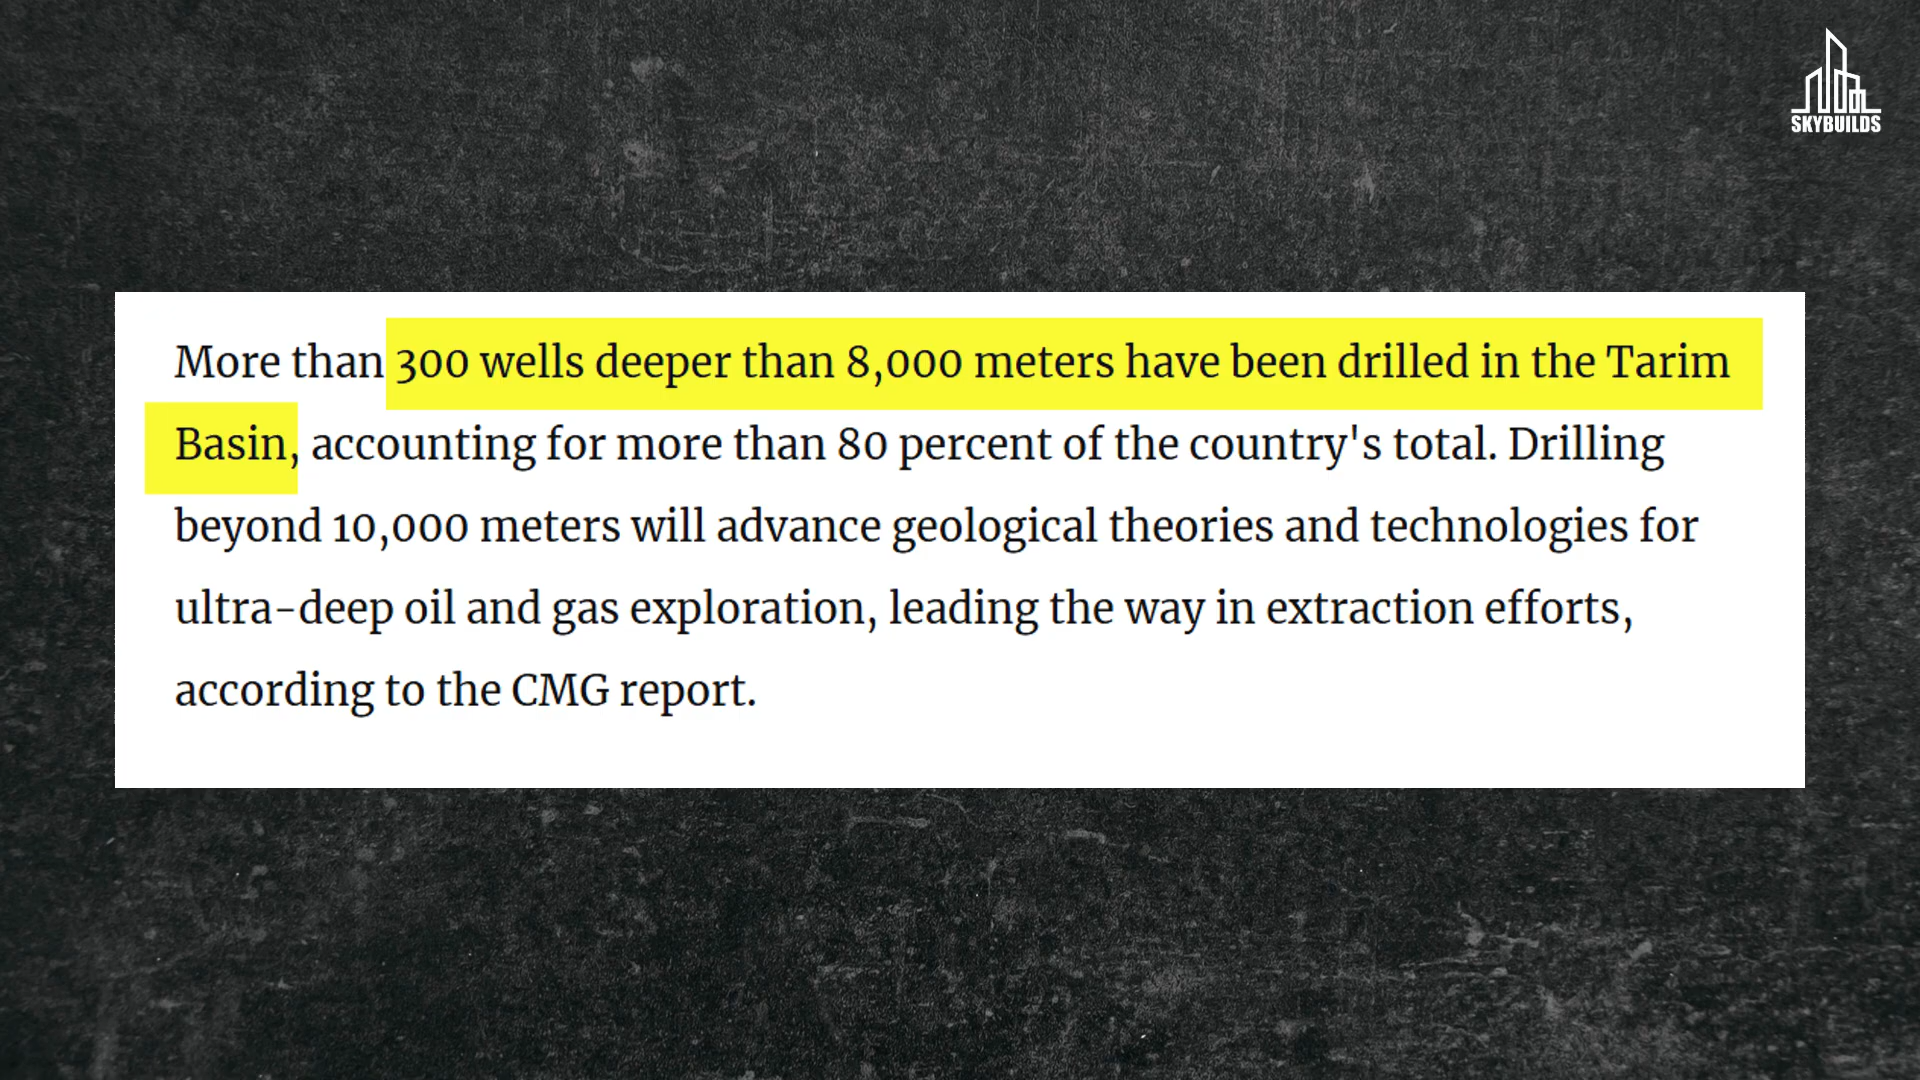 SKYBUILDS
More than 300 wells deeper than 8,000 meters have been drilled in the Tarim
Basin, accounting for more than 80 percent of the country's total. Drilling
beyond 10,000 meters will advance geological theories and technologies for
ultra-deep oil and gas exploration, leading the way in extraction efforts,
according to the CMG report.